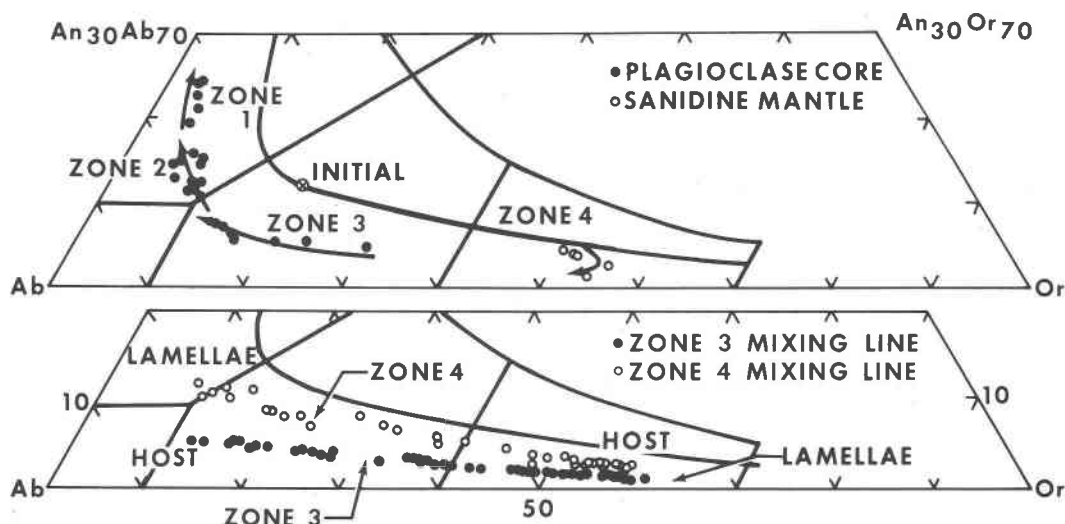 An30Ab70
An30Or70
● PLAGIOCLASE CORE
○ SANIDINE MANTLE
ZONE 1
ZONE 2
INITIAL
ZONE 3
ZONE 4
Ab
Or
● ZONE 3 MIXING LINE
○ ZONE 4 MIXING LINE
LAMELLAE
ZONE 4
10
10
HOST
HOST
LAMELLAE
Ab
50
Or
ZONE 3